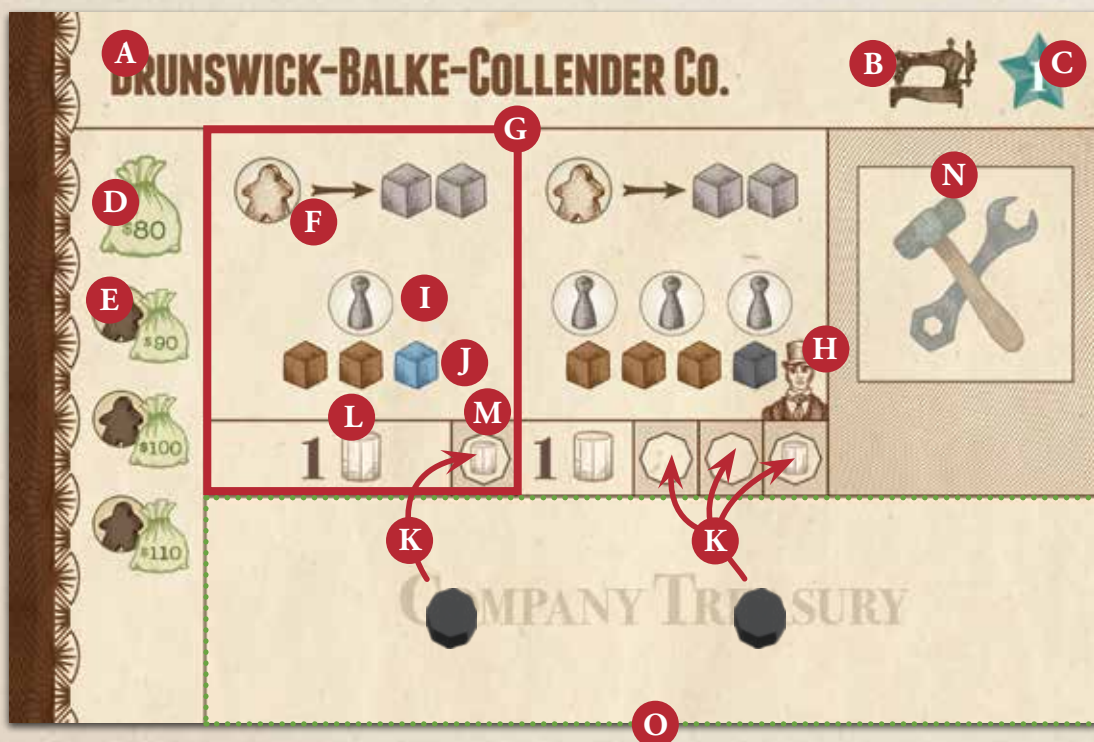 A
BRUNSWICK-BALKE-COLLENDER CO.
B
1
C
D
$80
E
$90
$100
$110
F
G
I
J
H
L
M
1
1
K
K
N
COMPANY TREASURY
O